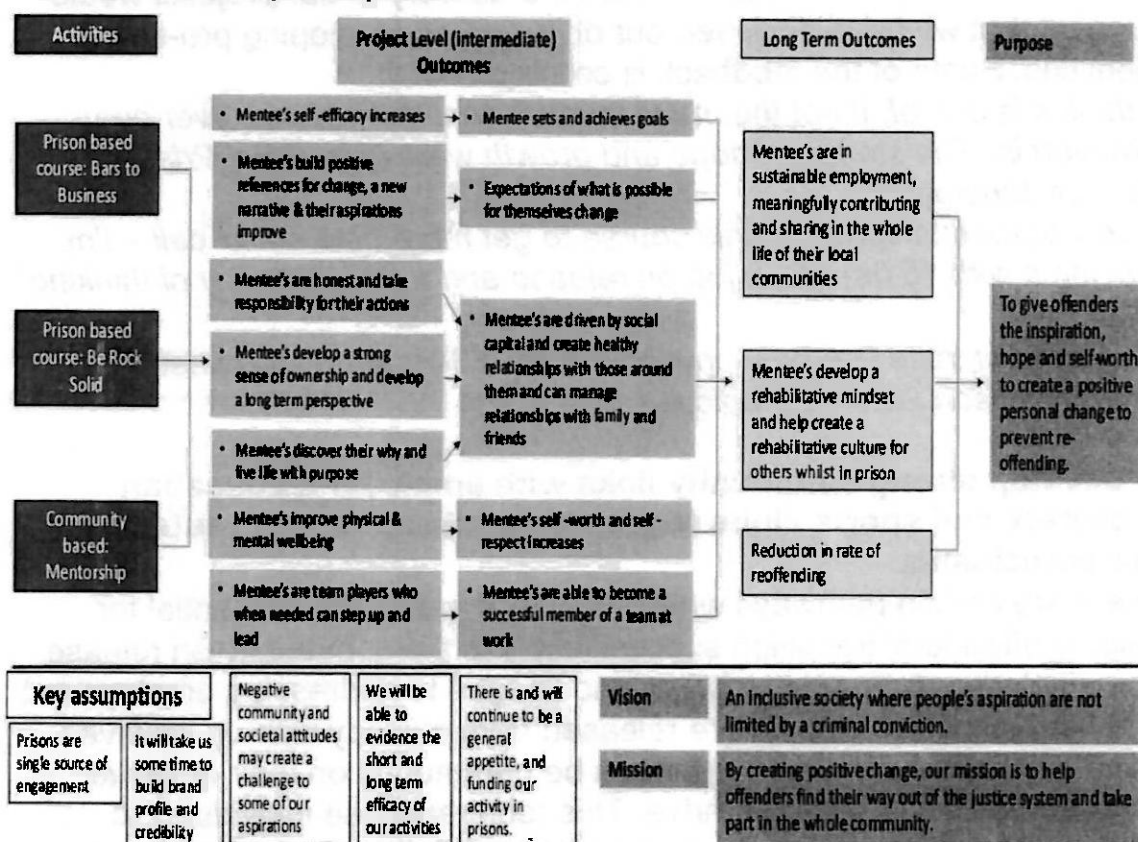 Activities
Project Level (intermediate)
Outcomes
Long Term Outcomes
Purpose
Prison based
course: Bars to
Business
Prison based
course: Be Rock
Solid
Community
based:
Mentorship
• Mentee's self-efficacy increases
• Mentee's build positive
references for change, a new
narrative & their aspirations
improve
• Mentee's are honest and take
responsibility for their actions
• Mentee's develop a strong
sense of ownership and develop
a long term perspective
• Mentee's discover their why and
live life with purpose
• Mentee's improve physical &
mental wellbeing
• Mentee's are team players who
when needed can step up and
lead
• Mentee sets and achieves goals
• Expectations of what is possible
for themselves change
• Mentee's are driven by social
capital and create healthy
relationships with those around
them and can manage
relationships with family and
friends
• Mentee's self-worth and self-
respect increases
• Mentee's are able to become a
successful member of a team at
work
Mentee's are in
sustainable employment,
meaningfully contributing
and sharing in the whole
life of their local
communities
Mentee's develop a
rehabilitative mindset
and help create a
rehabilitative culture for
others whilst in prison
Reduction in rate of
reoffending
To give offenders
the inspiration,
hope and self-worth
to create a positive
personal change to
prevent re-
offending.
Key assumptions
Prisons are
single source of
engagement
It will take us
some time to
build brand
profile and
credibility
Negative
community and
societal attitudes
may create a
challenge to
some of our
aspirations
We will be
able to
evidence the
short and
long term
efficacy of
our activities
There is and will
continue to be a
general
appetite, and
funding our
activity in
prisons.
Vision
An inclusive society where people's aspiration are not
limited by a criminal conviction.
Mission
By creating positive change, our mission is to help
offenders find their way out of the justice system and take
part in the whole community.